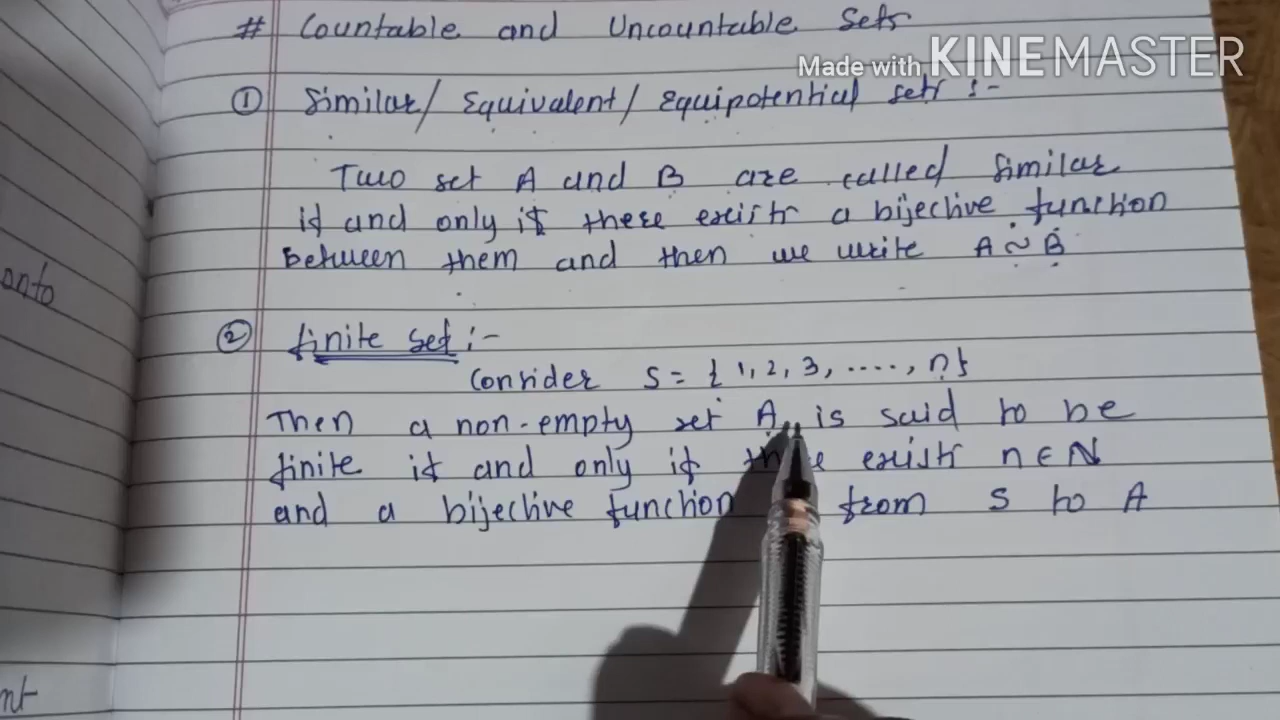 # Countable and Uncountable Sets
Made with KINEMASTER
① Similar/ Equivalent/ Equipotential sets :-
Two set A and B are called similar
if and only if there exists a bijective function
Between them and then we write A ~ B
② finite set :-
Consider S = { 1, 2, 3, ....., n}
Then a non-empty set A is said to be
finite if and only if there exists n ∈ N
and a bijective function from S to A
onto
nt